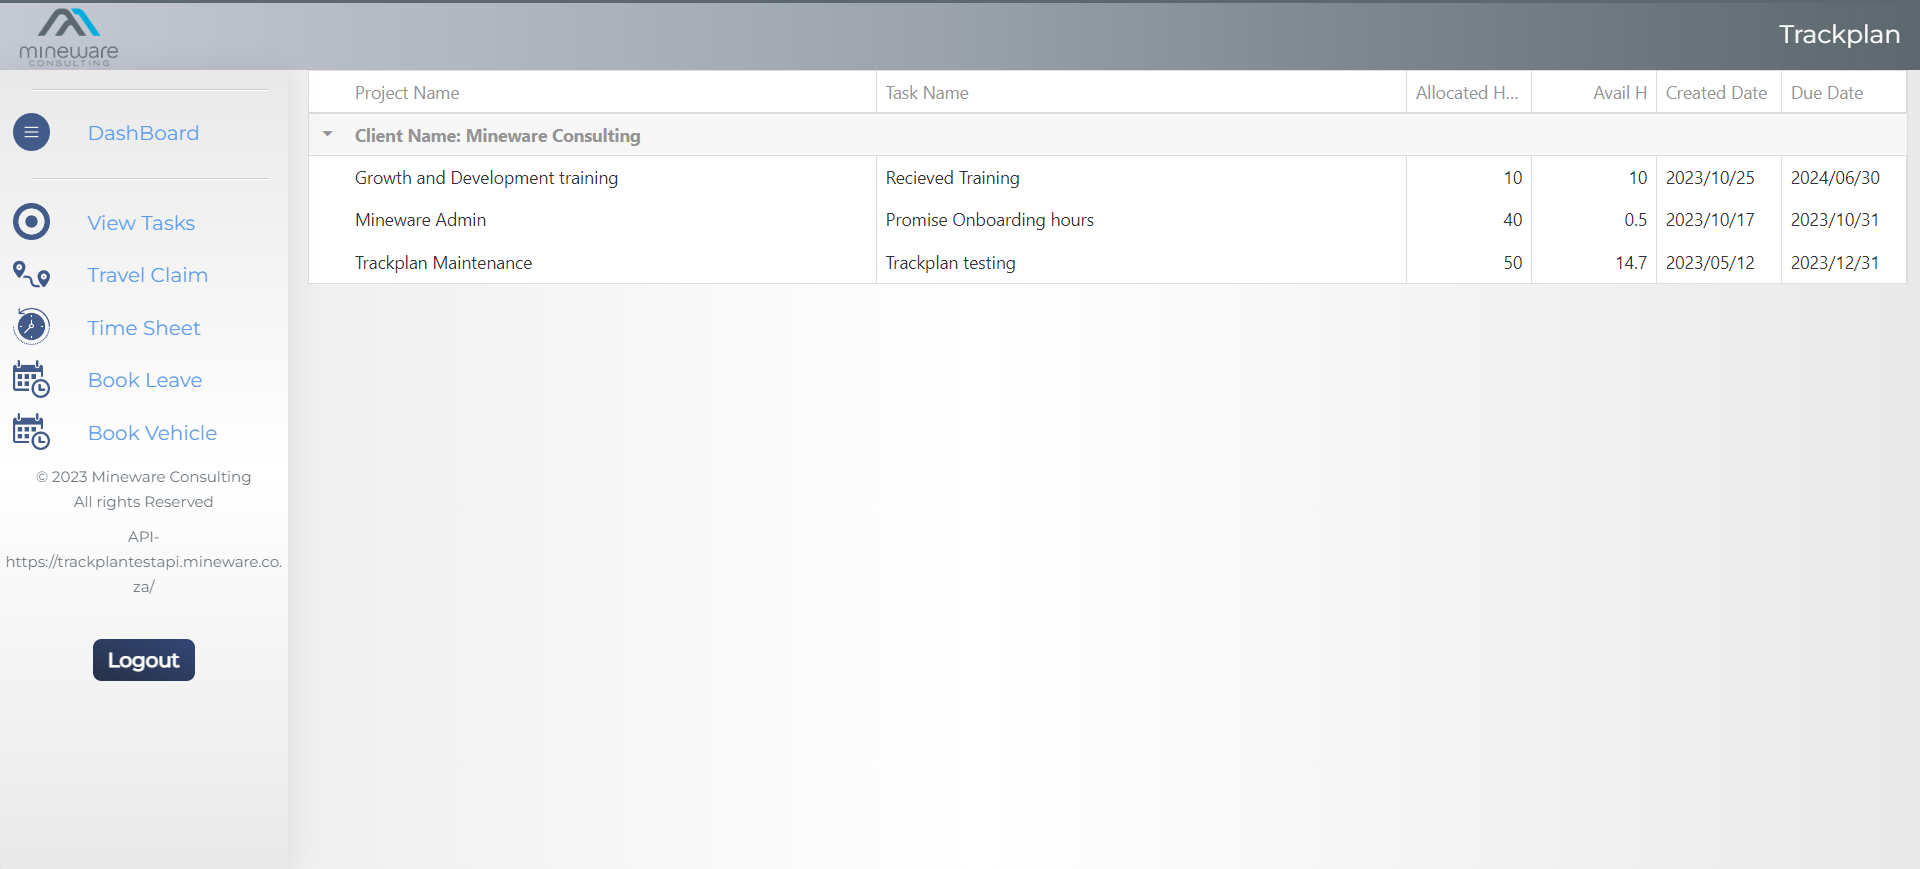 mineware
CONSULTING
Trackplan
DashBoard
View Tasks
Travel Claim
Time Sheet
Book Leave
Book Vehicle
© 2023 Mineware Consulting
All rights Reserved
API-
https://trackplantestapi.mineware.co.
za/
Logout
Project Name Task Name Allocated H... Avail H Created Date Due Date
Client Name: Mineware Consulting
Growth and Development training Recieved Training 10 10 2023/10/25 2024/06/30
Mineware Admin Promise Onboarding hours 40 0.5 2023/10/17 2023/10/31
Trackplan Maintenance Trackplan testing 50 14.7 2023/05/12 2023/12/31